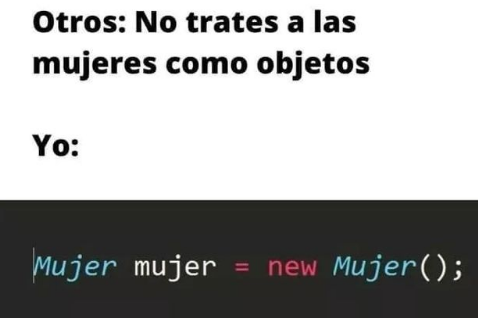 Otros: No trates a las
mujeres como objetos
Yo:
Mujer mujer = new Mujer();